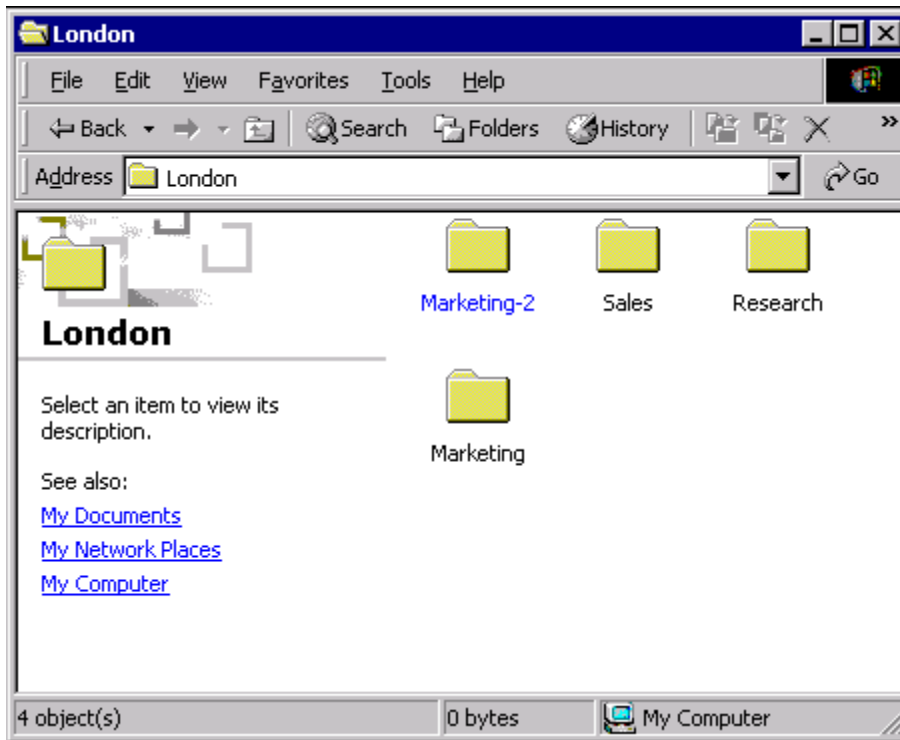 London
File Edit View Favorites Tools Help
Back Search Folders History »
Address London Go
London
Select an item to view its
description.
See also:
My Documents
My Network Places
My Computer
Marketing-2 Sales Research
Marketing
4 object(s) 0 bytes My Computer